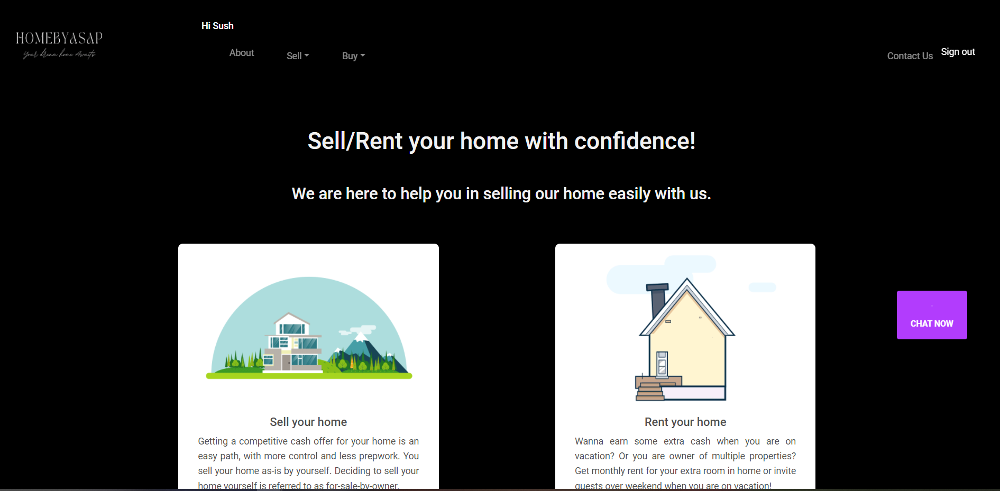 HOMEBYASAP
Your dream home Awaits
Hi Sush
About
Sell
Buy
Contact Us
Sign out
Sell/Rent your home with confidence!
We are here to help you in selling our home easily with us.
Sell your home
Getting a competitive cash offer for your home is an
easy path, with more control and less prepwork. You
sell your home as-is by yourself. Deciding to sell your
home yourself is referred to as for-sale-by-owner.
Rent your home
Wanna earn some extra cash when you are on
vacation? Or you are owner of multiple properties?
Get monthly rent for your extra room in home or invite
guests over weekend when you are on vacation!
CHAT NOW